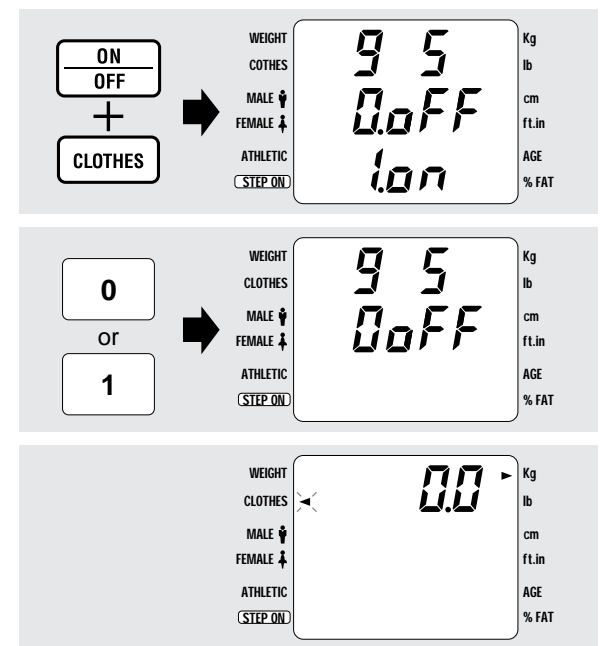 ON
OFF
+
CLOTHES
WEIGHT
COTHES
MALE
FEMALE
ATHLETIC
STEP ON
9 5
0.oFF
1.on
Kg
lb
cm
ft.in
AGE
% FAT
0
or
1
WEIGHT
CLOTHES
MALE
FEMALE
ATHLETIC
STEP ON
9 5
0oFF
Kg
lb
cm
ft.in
AGE
% FAT
WEIGHT
CLOTHES
MALE
FEMALE
ATHLETIC
STEP ON
0.0
Kg
lb
cm
ft.in
AGE
% FAT